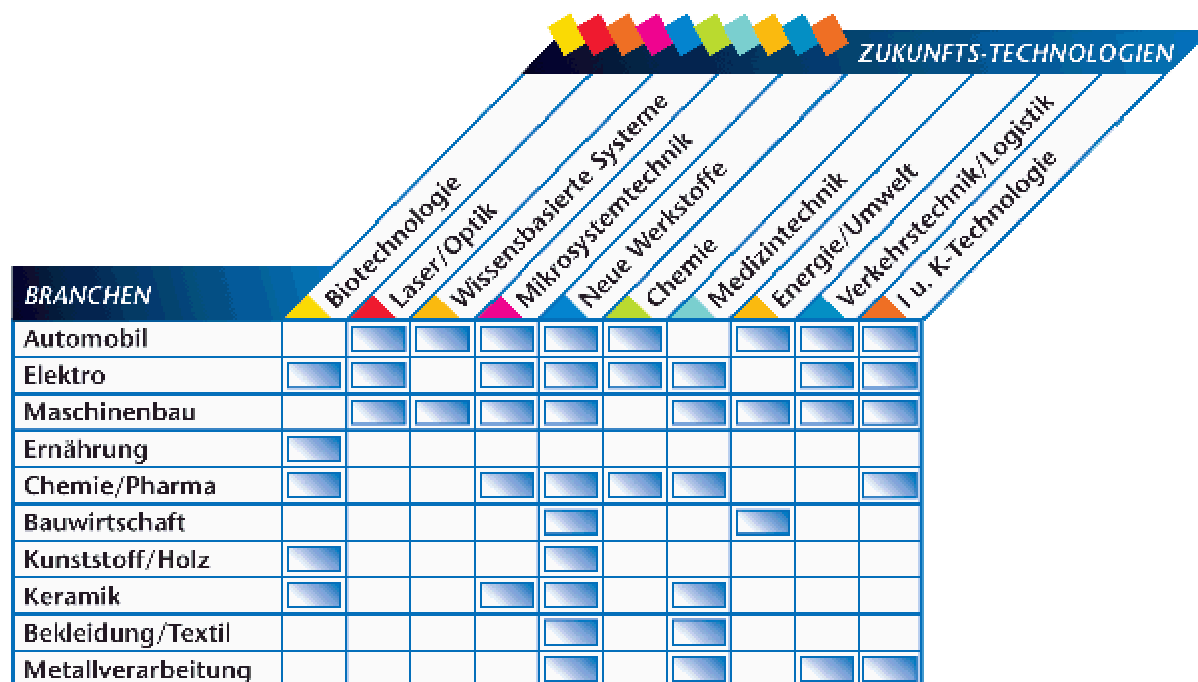 ZUKUNFTS-TECHNOLOGIEN
Biotechnologie
Laser/Optik
Wissensbasierte Systeme
Mikrosystemtechnik
Neue Werkstoffe
Chemie
Medizintechnik
Energie/Umwelt
Verkehrstechnik/Logistik
I u. K-Technologie
BRANCHEN
Automobil
Elektro
Maschinenbau
Ernährung
Chemie/Pharma
Bauwirtschaft
Kunststoff/Holz
Keramik
Bekleidung/Textil
Metallverarbeitung